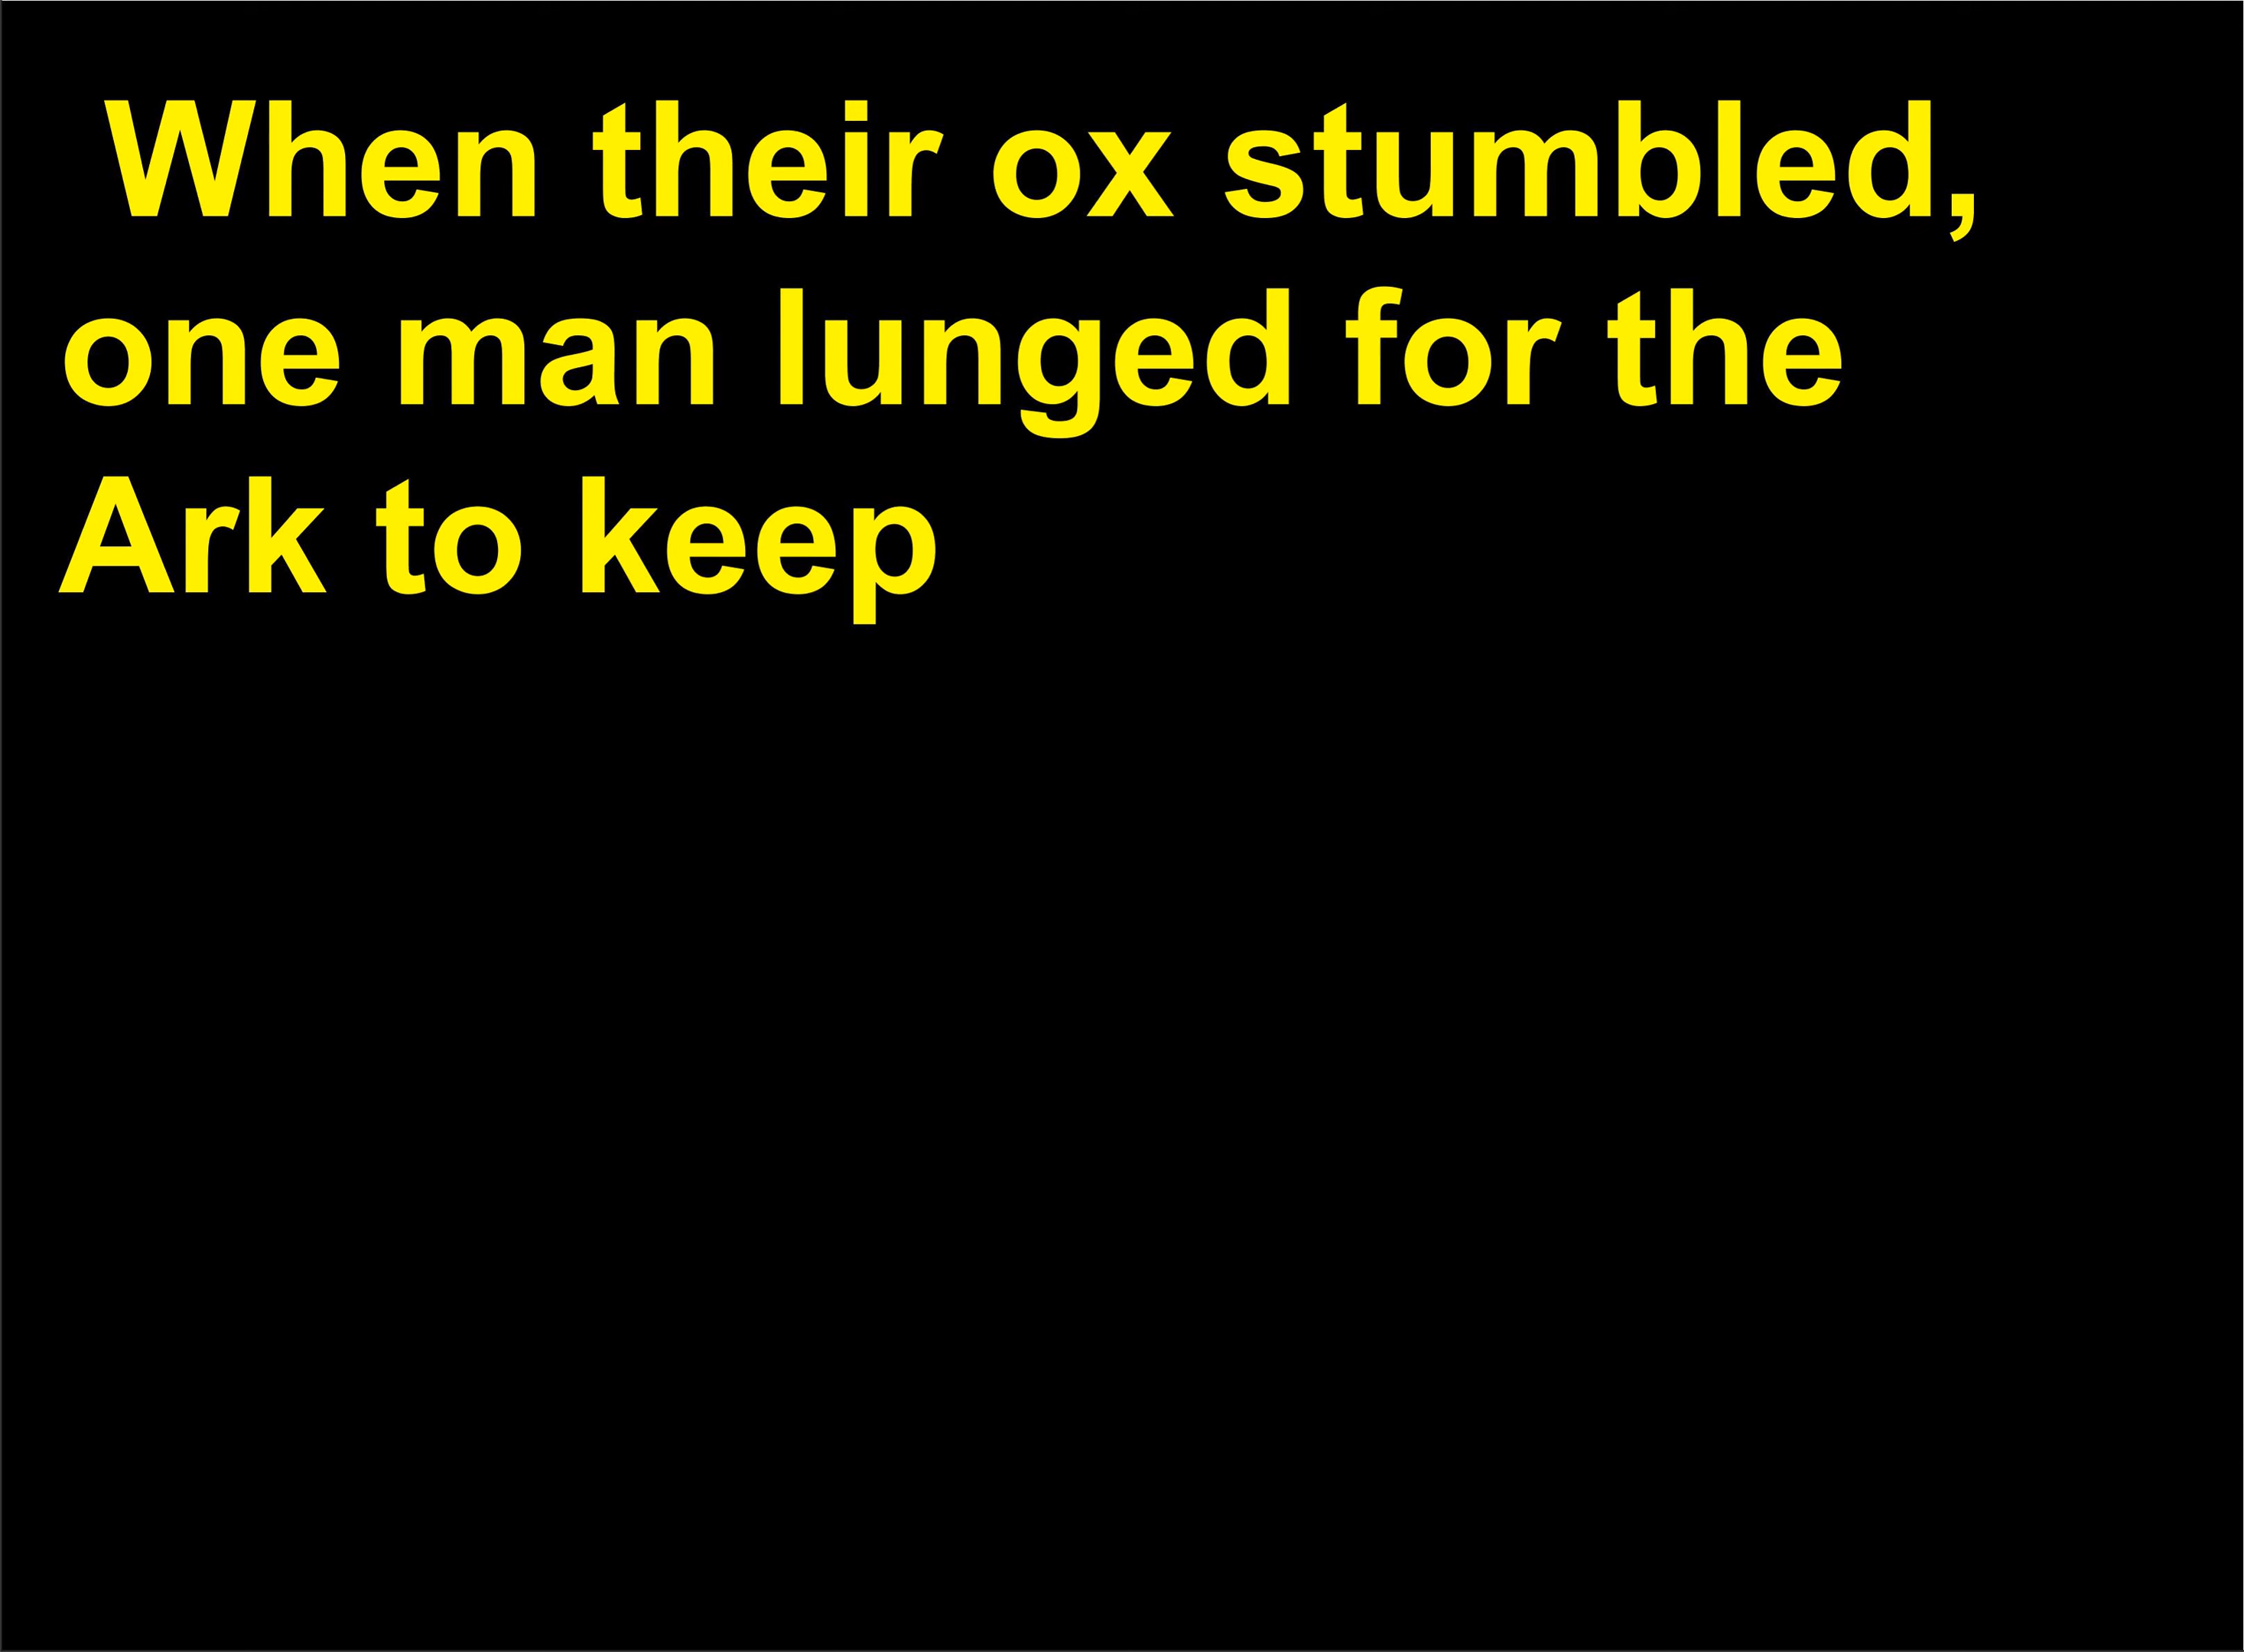 When their ox stumbled,
one man lunged for the
Ark to keep